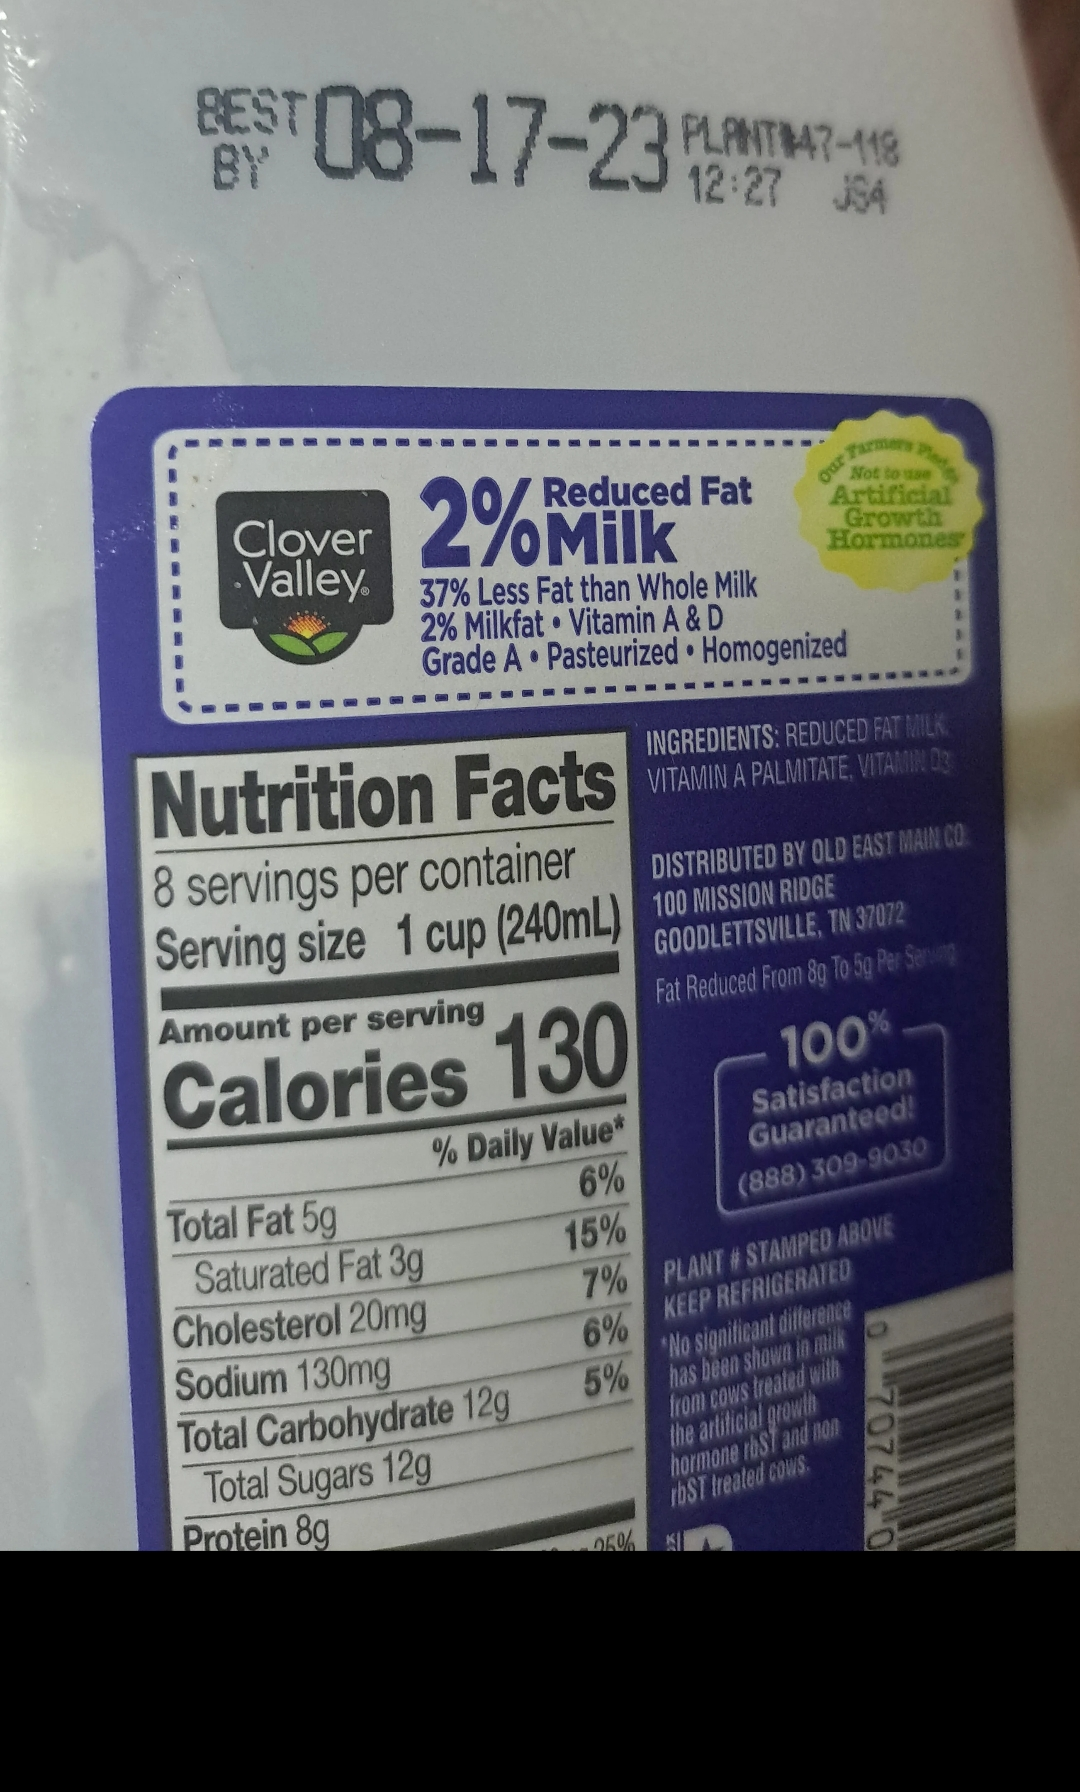 BEST BY 08-17-23 PLANT#47-118
12:27 JS4
Our Farmers Pledge
Not to use
Artificial
Growth
Hormones*
Clover
Valley®
2% Reduced Fat
Milk
37% Less Fat than Whole Milk
2% Milkfat • Vitamin A & D
Grade A • Pasteurized • Homogenized
Nutrition Facts
8 servings per container
Serving size 1 cup (240mL)
Amount per serving
Calories 130
% Daily Value*
Total Fat 5g 6%
Saturated Fat 3g 15%
Cholesterol 20mg 7%
Sodium 130mg 6%
Total Carbohydrate 12g 5%
Total Sugars 12g
Protein 8g
25%
INGREDIENTS: REDUCED FAT MILK,
VITAMIN A PALMITATE, VITAMIN D3
DISTRIBUTED BY OLD EAST MAIN CO.
100 MISSION RIDGE
GOODLETTSVILLE, TN 37072
Fat Reduced From 8g To 5g Per Serving
100%
Satisfaction
Guaranteed!
(888) 309-9030
PLANT # STAMPED ABOVE
KEEP REFRIGERATED
*No significant difference
has been shown in milk
from cows treated with
the artificial growth
hormone rbST and non
rbST treated cows.
0 70744 0